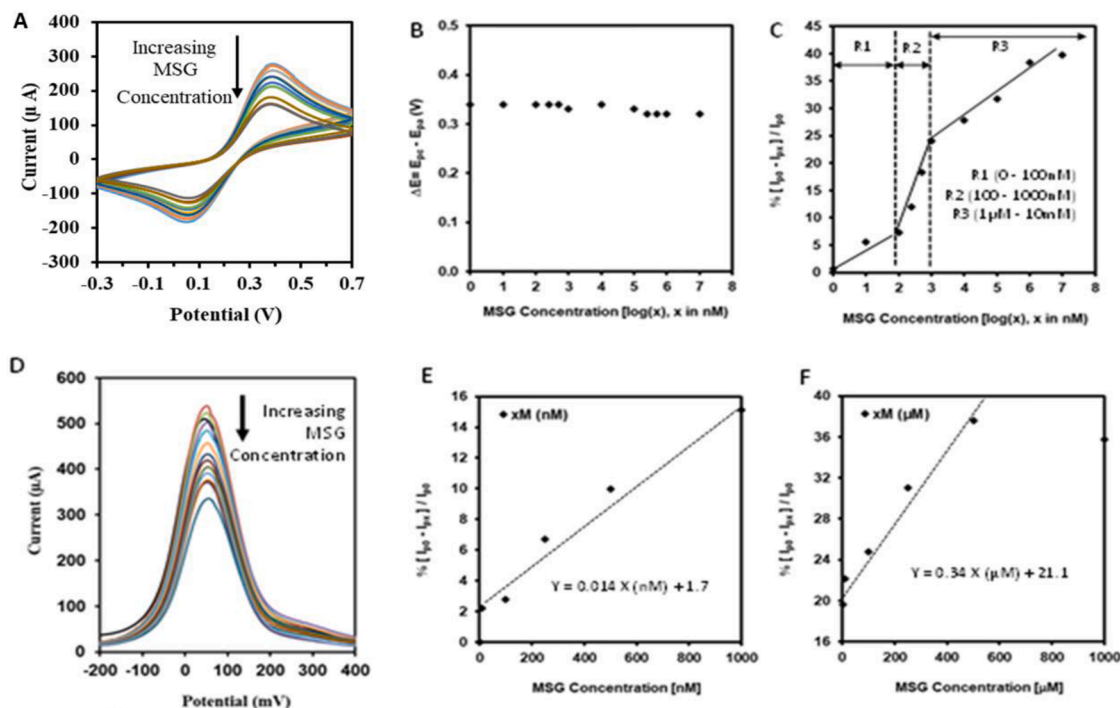 A
400
300
200
100
0
-100
-200
-300
-0.3
-0.1
0.1
0.3
0.5
0.7
Increasing
MSG
Concentration
Current (µ A)
Potential (V)
B
0.5
0.4
0.3
0.2
0.1
0.0
0 1 2 3 4 5 6 7 8
ΔE= Epc - Epa (V)
MSG Concentration [log(x), x in nM)
C
45
40
35
30
25
20
15
10
5
0
0 1 2 3 4 5 6 7 8
R1
R2
R3
R1 (0 - 100nM)
R2 (100 - 1000nM)
R3 (1µM - 10mM)
% [ Ip0 - Ipx ] / Ip0
MSG Concentration [log(x), x in nM)
D
600
500
400
300
200
100
0
-200 -100 0 100 200 300 400
Increasing
MSG
Concentration
Current (µA)
Potential (mV)
E
16
14
12
10
8
6
4
2
0
0 200 400 600 800 1000
xM (nM)
Y = 0.014 X (nM) + 1.7
% [ Ip0 - Ipx ] / Ip0
MSG Concentration [nM]
F
40
36
32
28
24
20
16
0 200 400 600 800 1000
xM (µM)
Y = 0.34 X (µM) + 21.1
% [ Ip0 - Ipx ] / Ip0
MSG Concentration [µM]